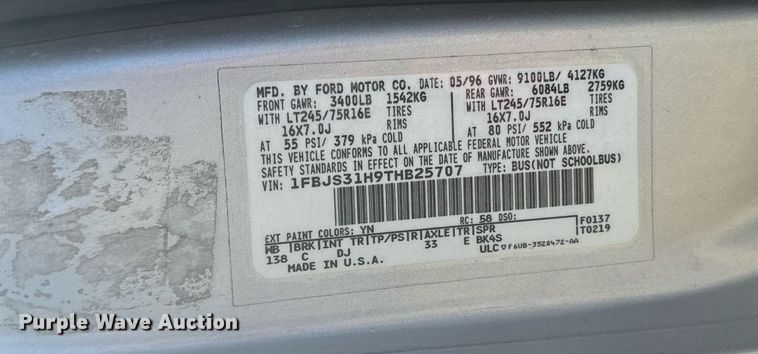 MFD. BY FORD MOTOR CO. DATE: 05/96 GVWR: 9100LB/ 4127KG
FRONT GAWR: 3400LB 1542KG REAR GAWR: 6084LB 2759KG
WITH LT245/75R16E TIRES WITH LT245/75R16E TIRES
16X7.0J RIMS 16X7.0J RIMS
AT 55 PSI/ 379 kPa COLD AT 80 PSI/ 552 kPa COLD
THIS VEHICLE CONFORMS TO ALL APPLICABLE FEDERAL MOTOR VEHICLE
SAFETY STANDARDS IN EFFECT ON THE DATE OF MANUFACTURE SHOWN ABOVE.
VIN: 1FBJS31H9THB25707 TYPE: BUS(NOT SCHOOLBUS)
EXT PAINT COLORS: YN RC: 58 DSO: F0137
WB BRK INT TR TP/PS R AXLE TR SPR T0219
138 C DJ 33 E BK4S
MADE IN U.S.A. ULC F6UB-3520472-AA
Purple Wave Auction